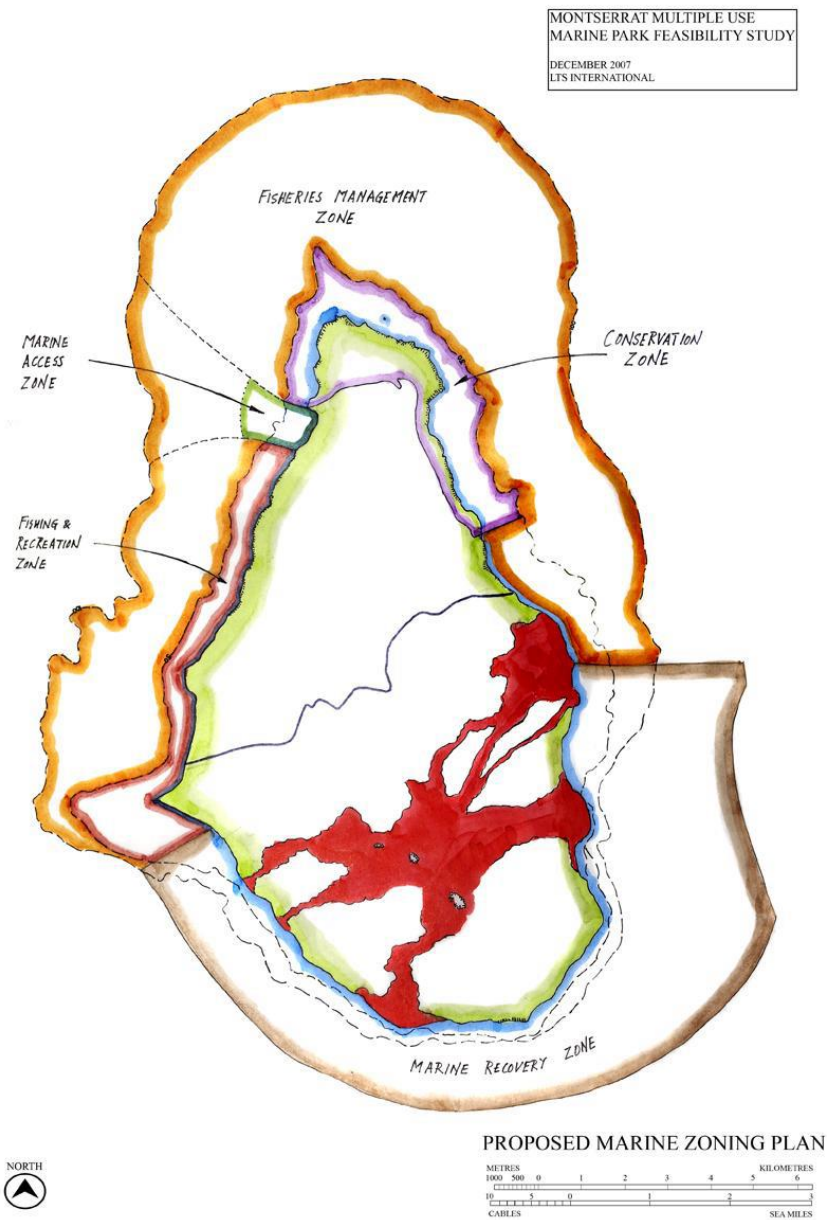 MONTSERRAT MULTIPLE USE
MARINE PARK FEASIBILITY STUDY
DECEMBER 2007
LTS INTERNATIONAL
FISHERIES MANAGEMENT
ZONE
MARINE
ACCESS
ZONE
CONSERVATION
ZONE
FISHING &
RECREATION
ZONE
MARINE RECOVERY ZONE
PROPOSED MARINE ZONING PLAN
NORTH
METRES KILOMETRES
1000 500 0 1 2 3 4 5 6
10 5 0 1 2 3
CABLES SEA MILES